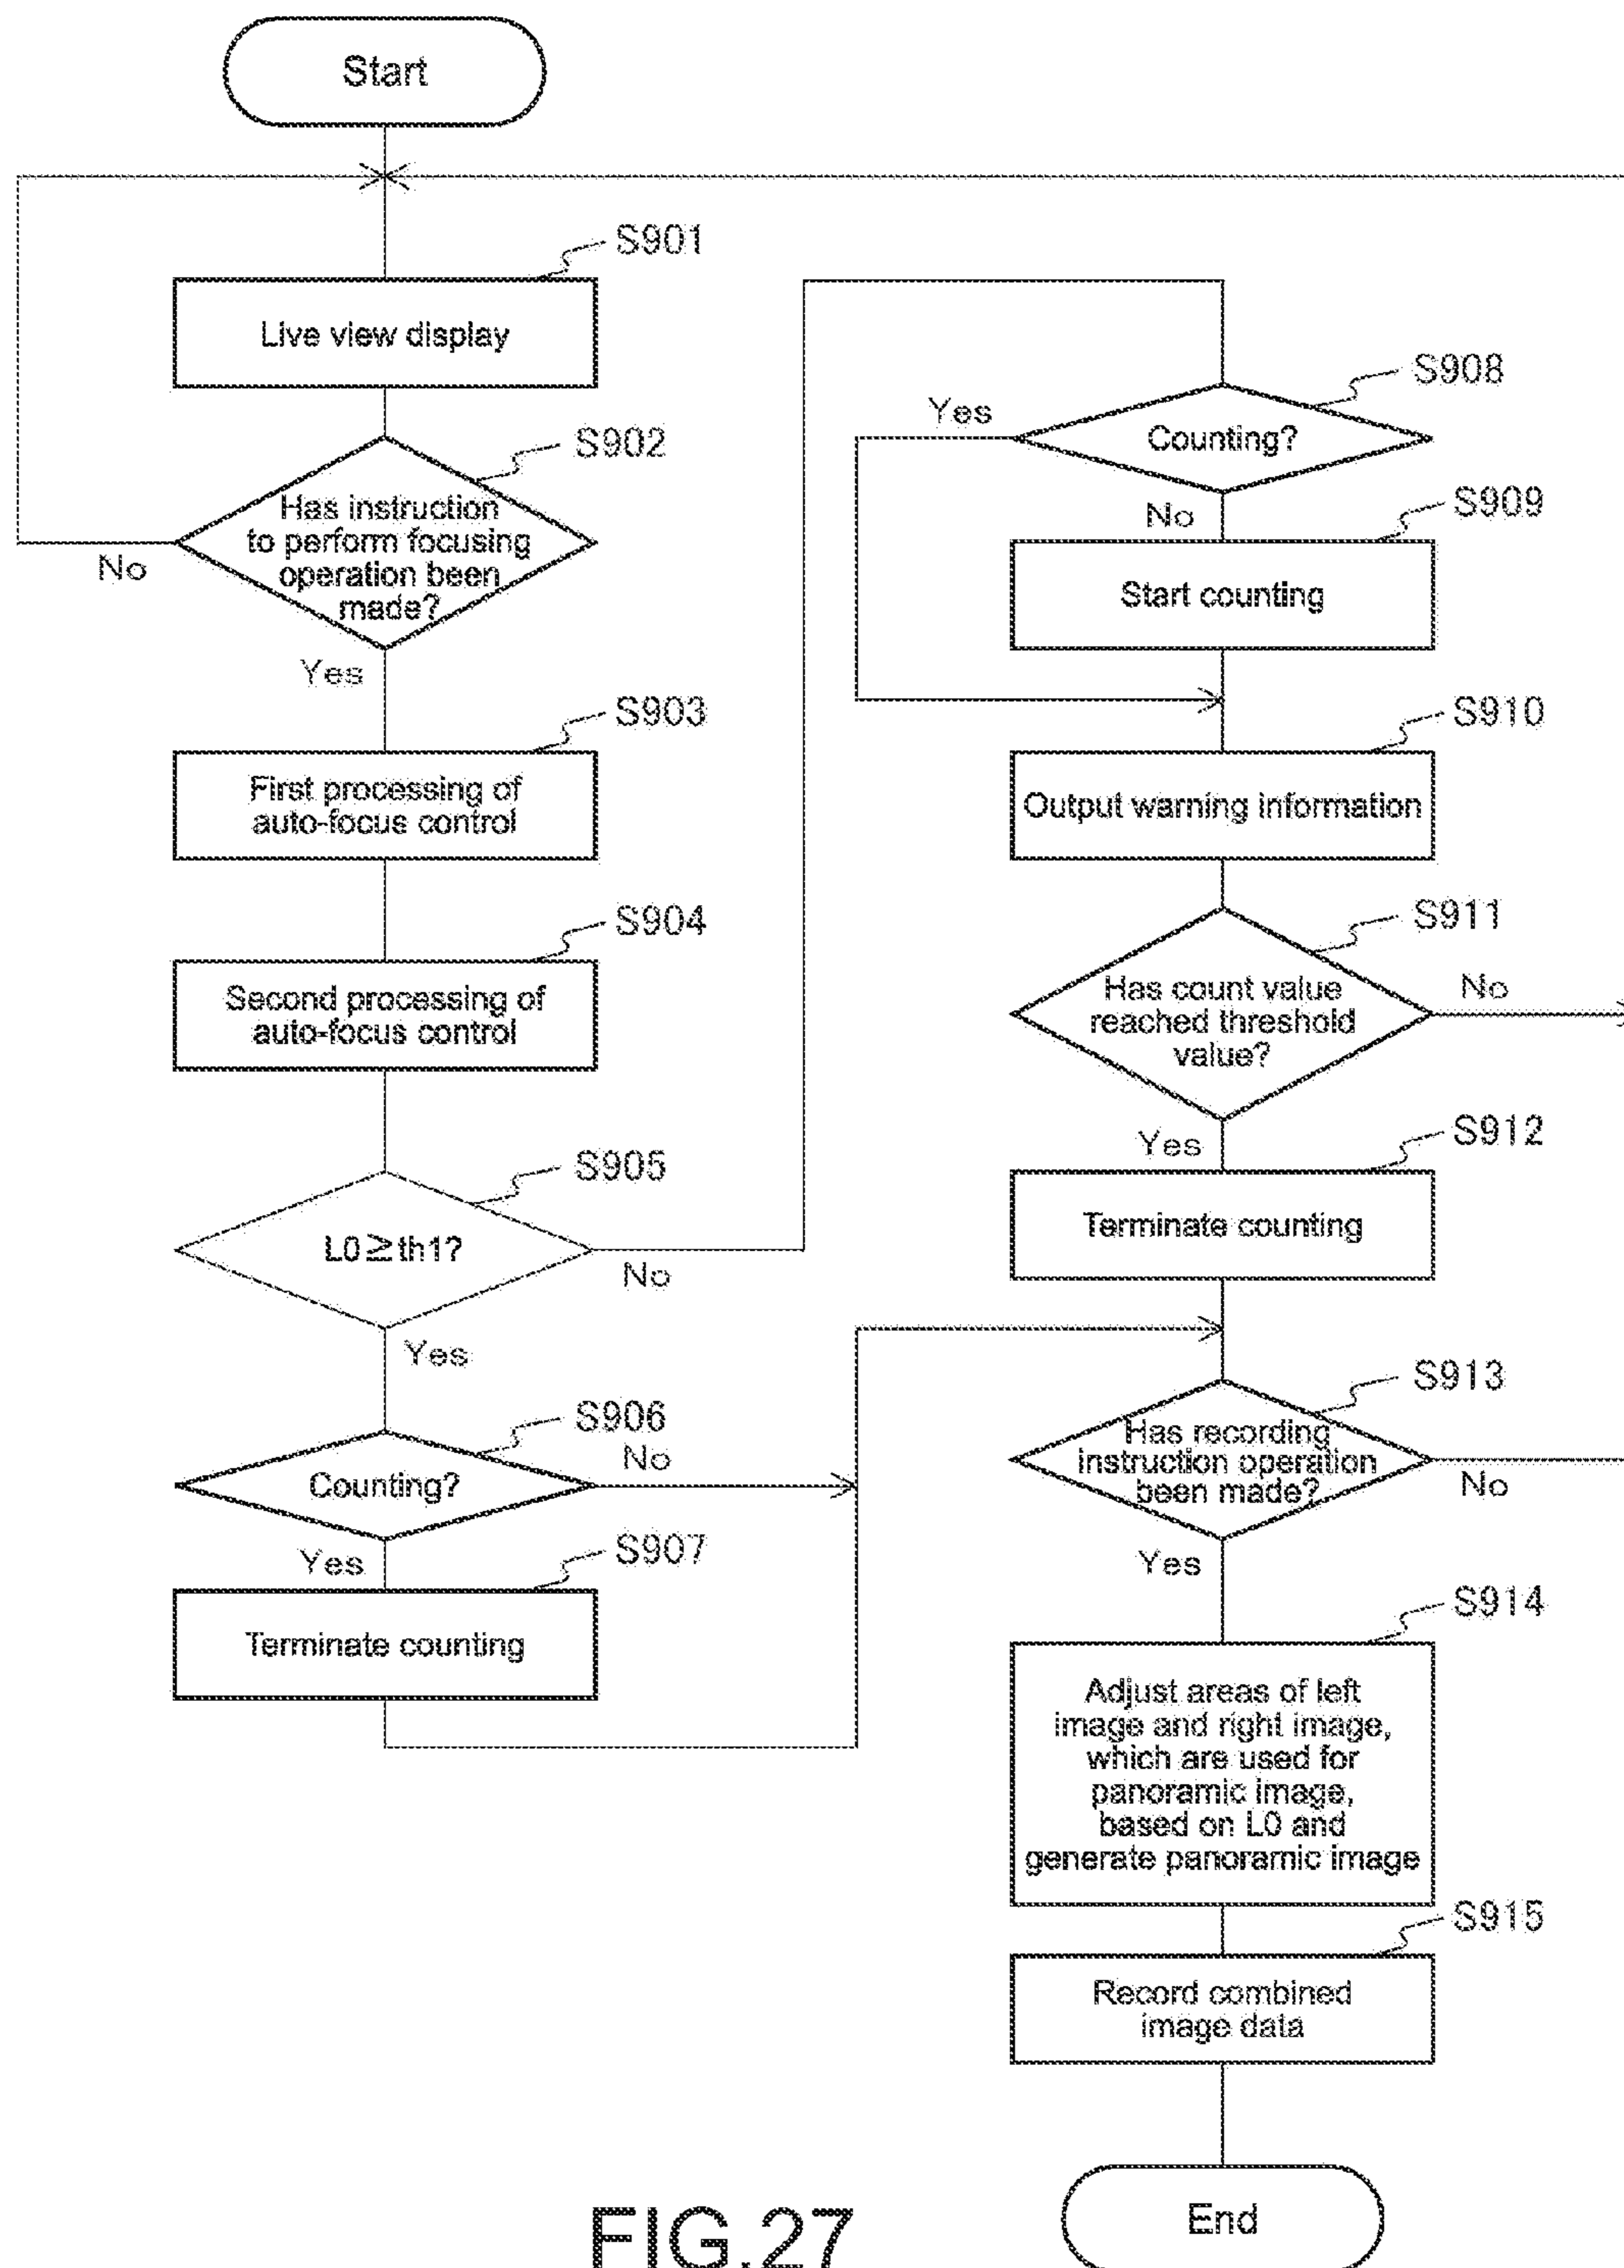 Start
S901
Live view display
S902
Has instruction
to perform focusing
operation been
made?
No
Yes
S903
First processing of
auto-focus control
S904
Second processing of
auto-focus control
S905
L0≧th1?
No
Yes
S906
Counting?
No
Yes
S907
Terminate counting
S908
Counting?
Yes
No
S909
Start counting
S910
Output warning information
S911
Has count value
reached threshold
value?
No
Yes
S912
Terminate counting
S913
Has recording
instruction operation
been made?
No
Yes
S914
Adjust areas of left
image and right image,
which are used for
panoramic image,
based on L0 and
generate panoramic image
S915
Record combined
image data
End
FIG.27